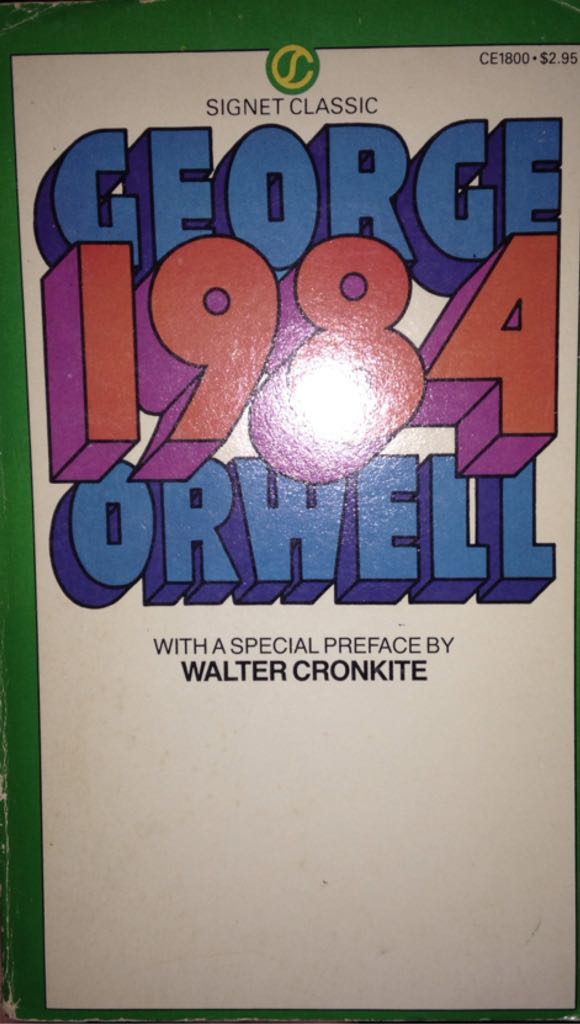 CE1800 • $2.95
SIGNET CLASSIC
GEORGE
1984
ORWELL
WITH A SPECIAL PREFACE BY
WALTER CRONKITE